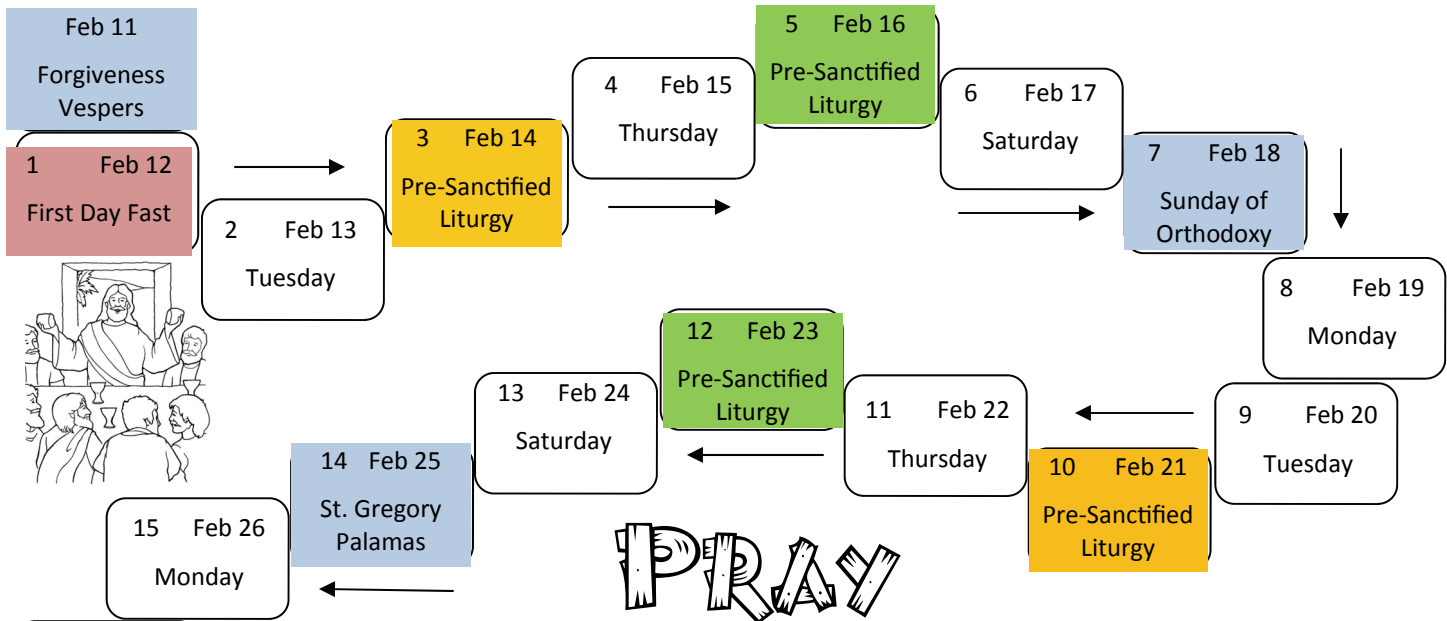 Feb 11
Forgiveness
Vespers
1 Feb 12
First Day Fast
2 Feb 13
Tuesday
3 Feb 14
Pre-Sanctified
Liturgy
4 Feb 15
Thursday
5 Feb 16
Pre-Sanctified
Liturgy
6 Feb 17
Saturday
7 Feb 18
Sunday of
Orthodoxy
8 Feb 19
Monday
9 Feb 20
Tuesday
10 Feb 21
Pre-Sanctified
Liturgy
11 Feb 22
Thursday
12 Feb 23
Pre-Sanctified
Liturgy
13 Feb 24
Saturday
14 Feb 25
St. Gregory
Palamas
15 Feb 26
Monday
PRAY